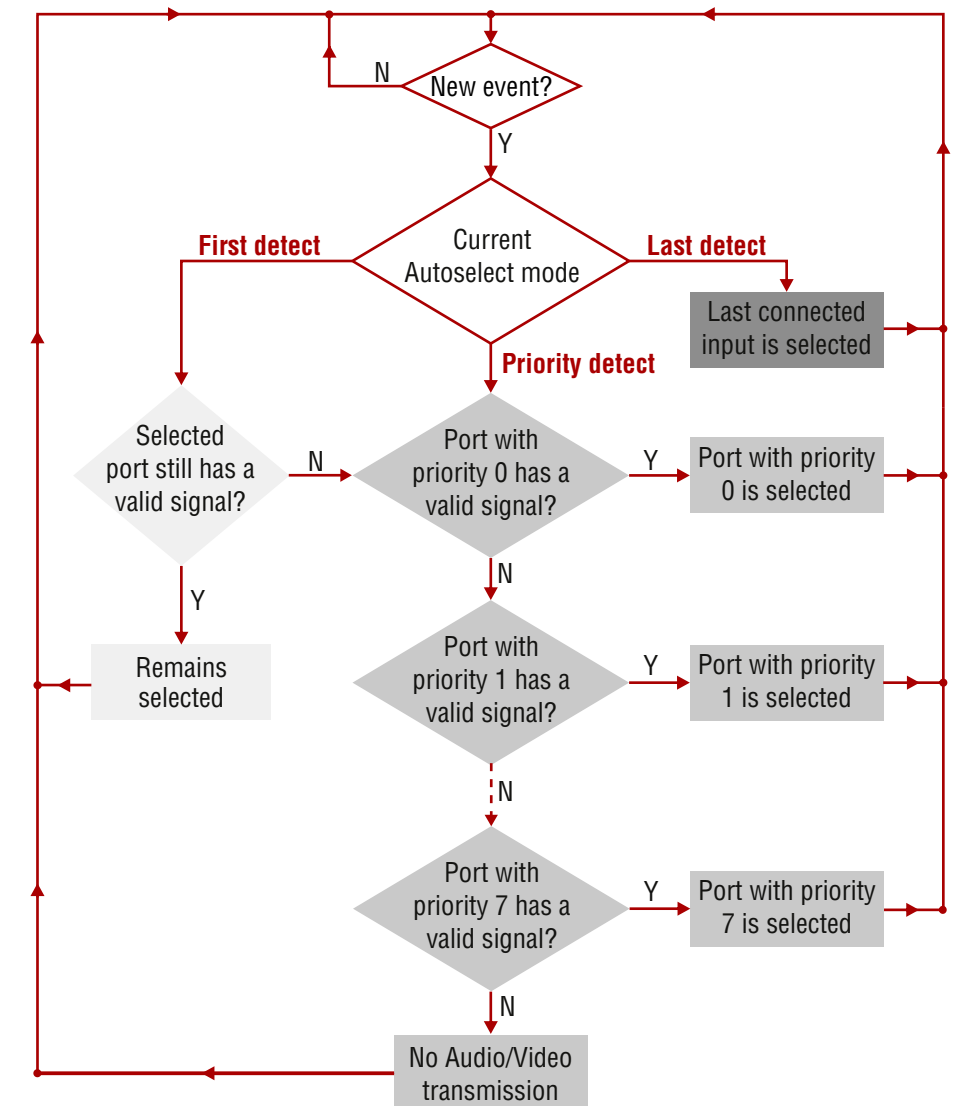 N
New event?
Y
First detect
Current
Autoselect mode
Last detect
Last connected
input is selected
Priority detect
Selected
port still has a
valid signal?
N
Port with
priority 0 has a
valid signal?
Y
Port with priority
0 is selected
N
Y
Remains
selected
Port with
priority 1 has a
valid signal?
Y
Port with priority
1 is selected
N
Port with
priority 7 has a
valid signal?
Y
Port with priority
7 is selected
N
No Audio/Video
transmission